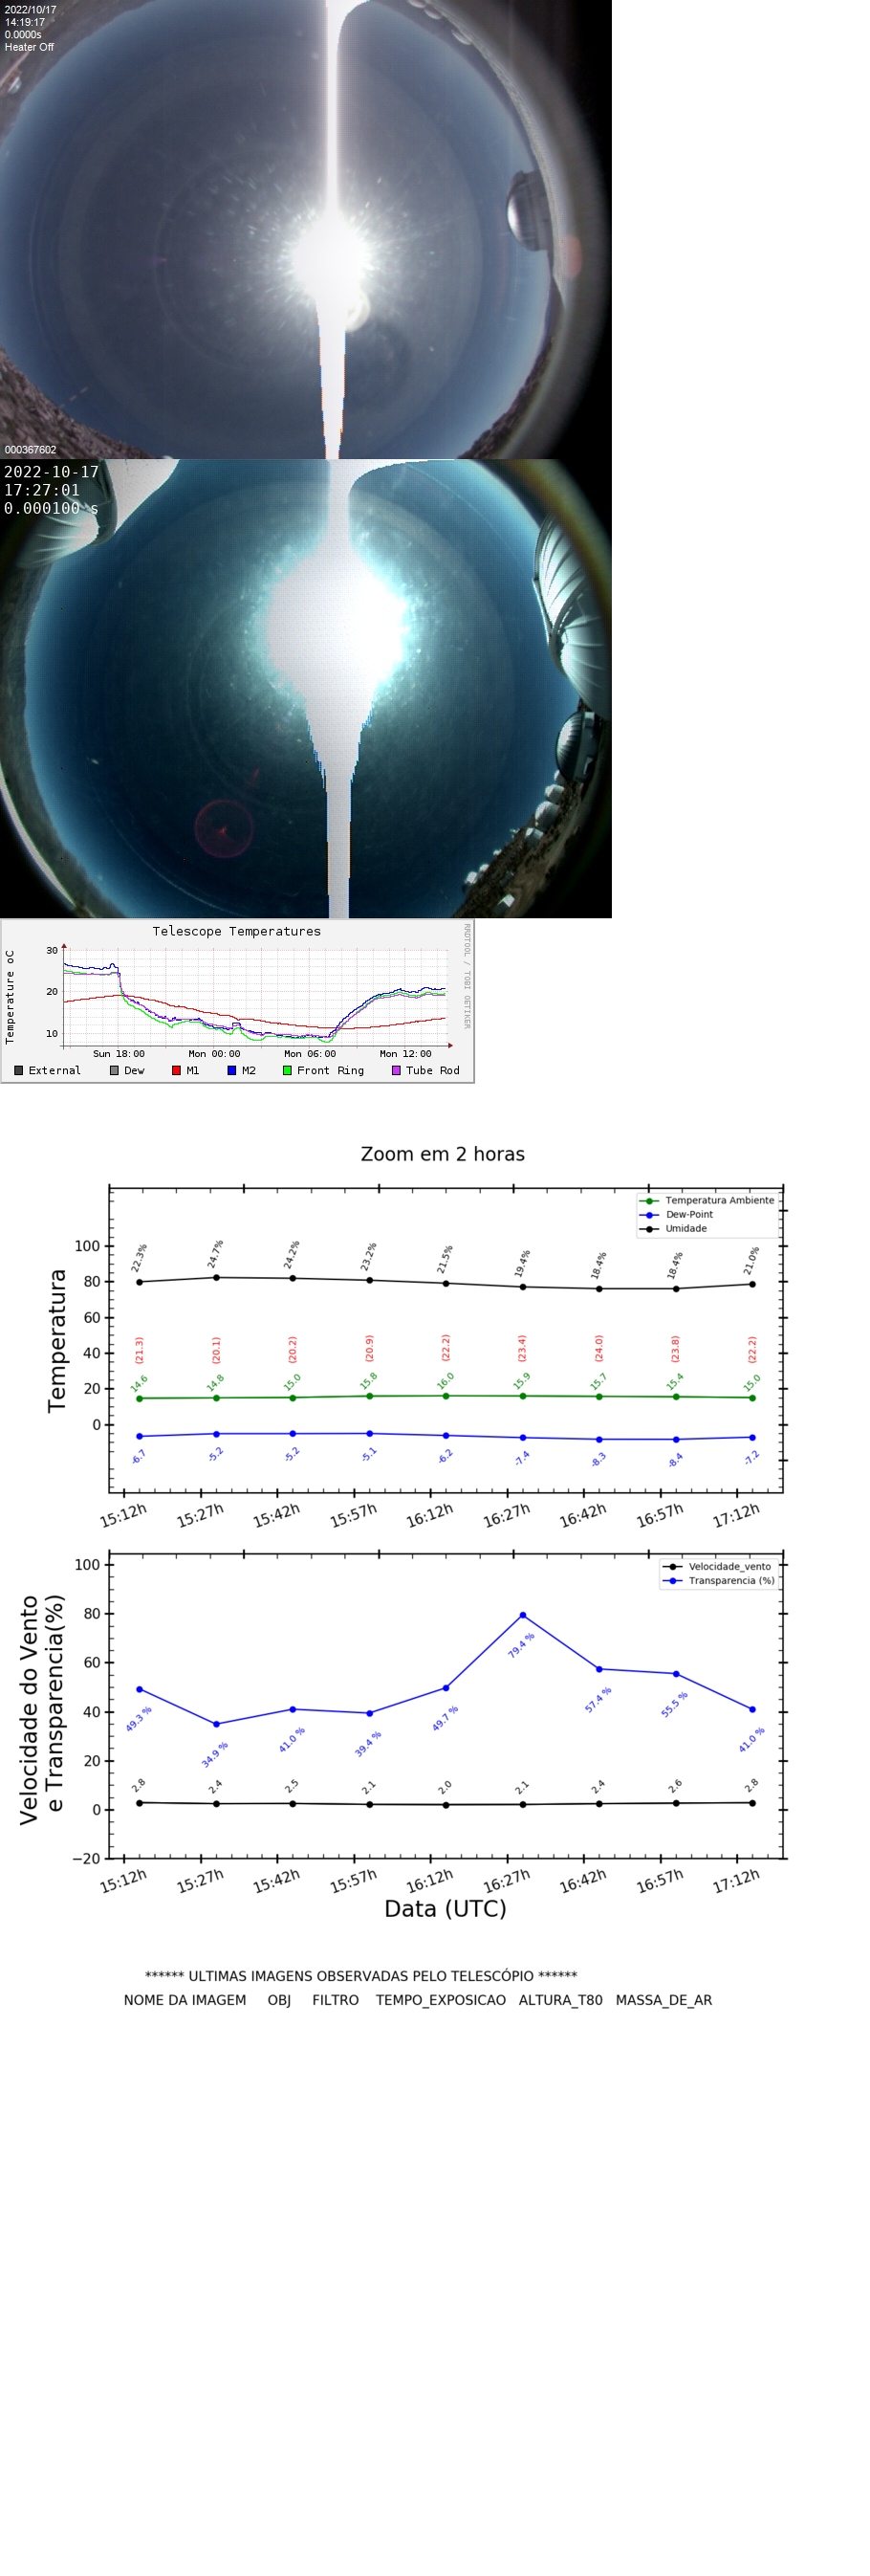 2022/10/17
14:19:17
0.0000s
Heater Off
000367602
2022-10-17
17:27:01
0.000100 s
Telescope Temperatures
RRDTOOL / TOBI OETIKER
Temperature oC
30
20
10
Sun 18:00 Mon 00:00 Mon 06:00 Mon 12:00
External Dew M1 M2 Front Ring Tube Rod
Zoom em 2 horas
Temperatura Ambiente
Dew-Point
Umidade
Temperatura
100
80
60
40
20
0
22.3% 24.7% 24.2% 23.2% 21.5% 19.4% 18.4% 18.4% 21.0%
(21.3) (20.1) (20.2) (20.9) (22.2) (23.4) (24.0) (23.8) (22.2)
14.6 14.8 15.0 15.8 16.0 15.9 15.7 15.4 15.0
-6.7 -5.2 -5.2 -5.1 -6.2 -7.4 -8.3 -8.4 -7.2
15:12h 15:27h 15:42h 15:57h 16:12h 16:27h 16:42h 16:57h 17:12h
Velocidade_vento
Transparencia (%)
Velocidade do Vento
e Transparencia(%)
100
80
60
40
20
0
−20
49.3 % 34.9 % 41.0 % 39.4 % 49.7 % 79.4 % 57.4 % 55.5 % 41.0 %
2.8 2.4 2.5 2.1 2.0 2.1 2.4 2.6 2.8
15:12h 15:27h 15:42h 15:57h 16:12h 16:27h 16:42h 16:57h 17:12h
Data (UTC)
****** ULTIMAS IMAGENS OBSERVADAS PELO TELESCÓPIO ******
NOME DA IMAGEM OBJ FILTRO TEMPO_EXPOSICAO ALTURA_T80 MASSA_DE_AR